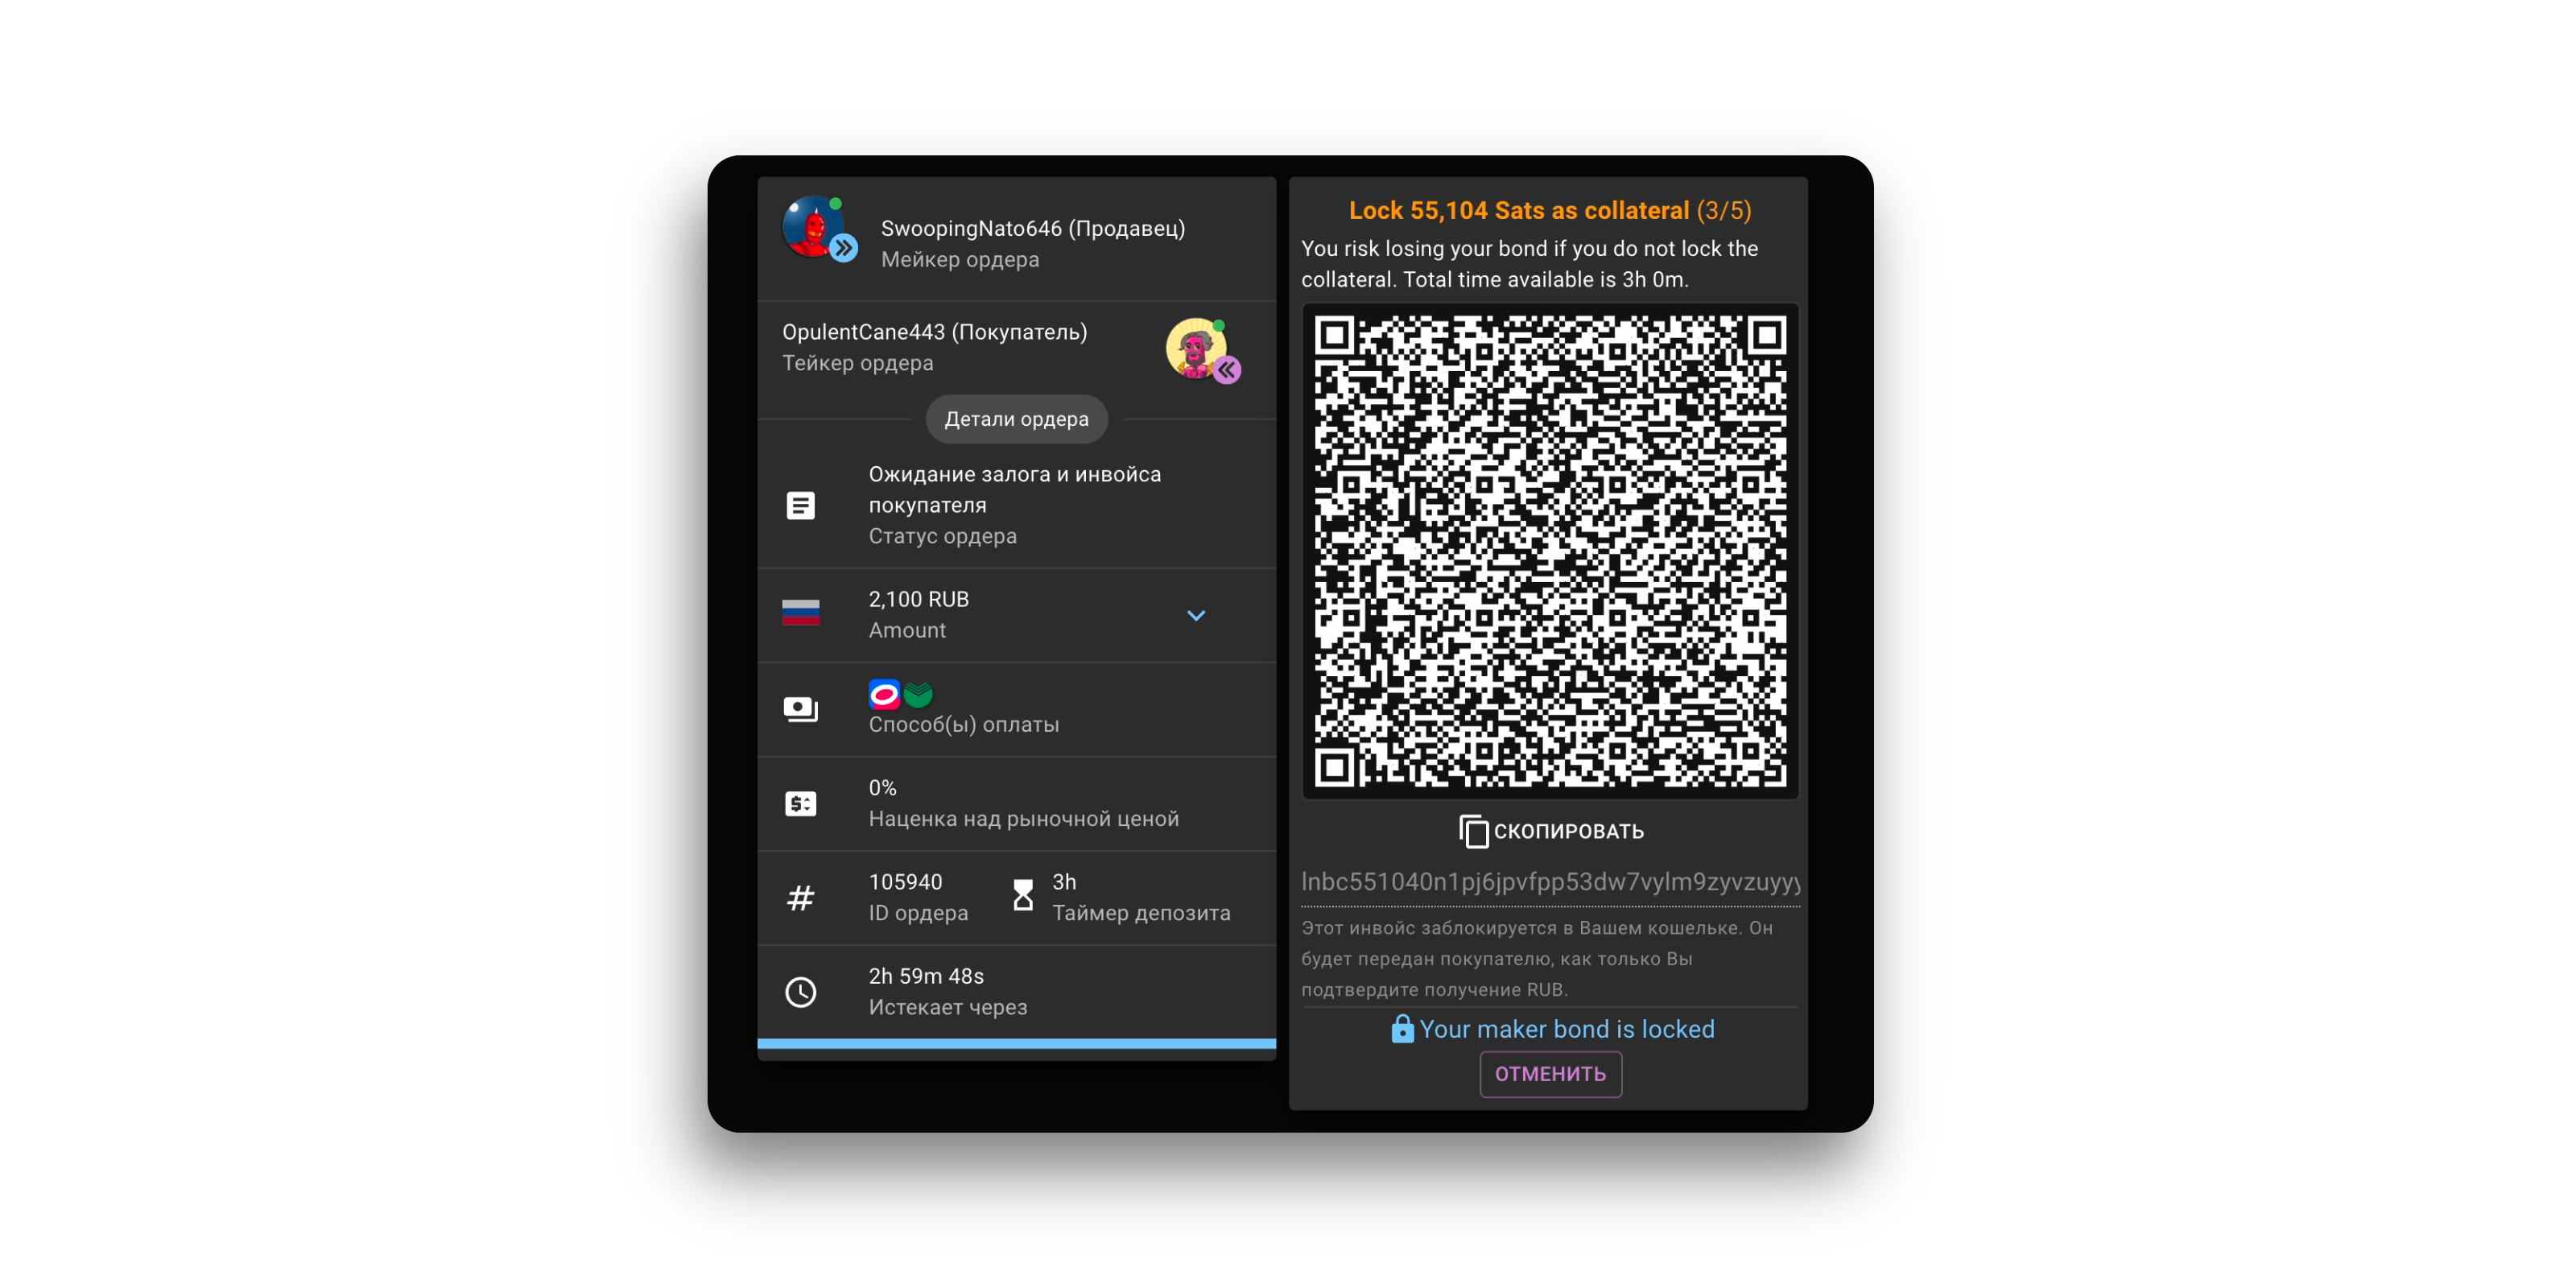 SwoopingNato646 (Продавец)
Мейкер ордера
OpulentCane443 (Покупатель)
Тейкер ордера
Детали ордера
Ожидание залога и инвойса
покупателя
Статус ордера
2,100 RUB
Amount
Способ(ы) оплаты
0%
Наценка над рыночной ценой
105940
ID ордера
3h
Таймер депозита
2h 59m 48s
Истекает через
Lock 55,104 Sats as collateral (3/5)
You risk losing your bond if you do not lock the
collateral. Total time available is 3h 0m.
СКОПИРОВАТЬ
lnbc551040n1pj6jpvfpp53dw7vylm9zyvzuyyy
Этот инвойс заблокируется в Вашем кошельке. Он
будет передан покупателю, как только Вы
подтвердите получение RUB.
Your maker bond is locked
ОТМЕНИТЬ